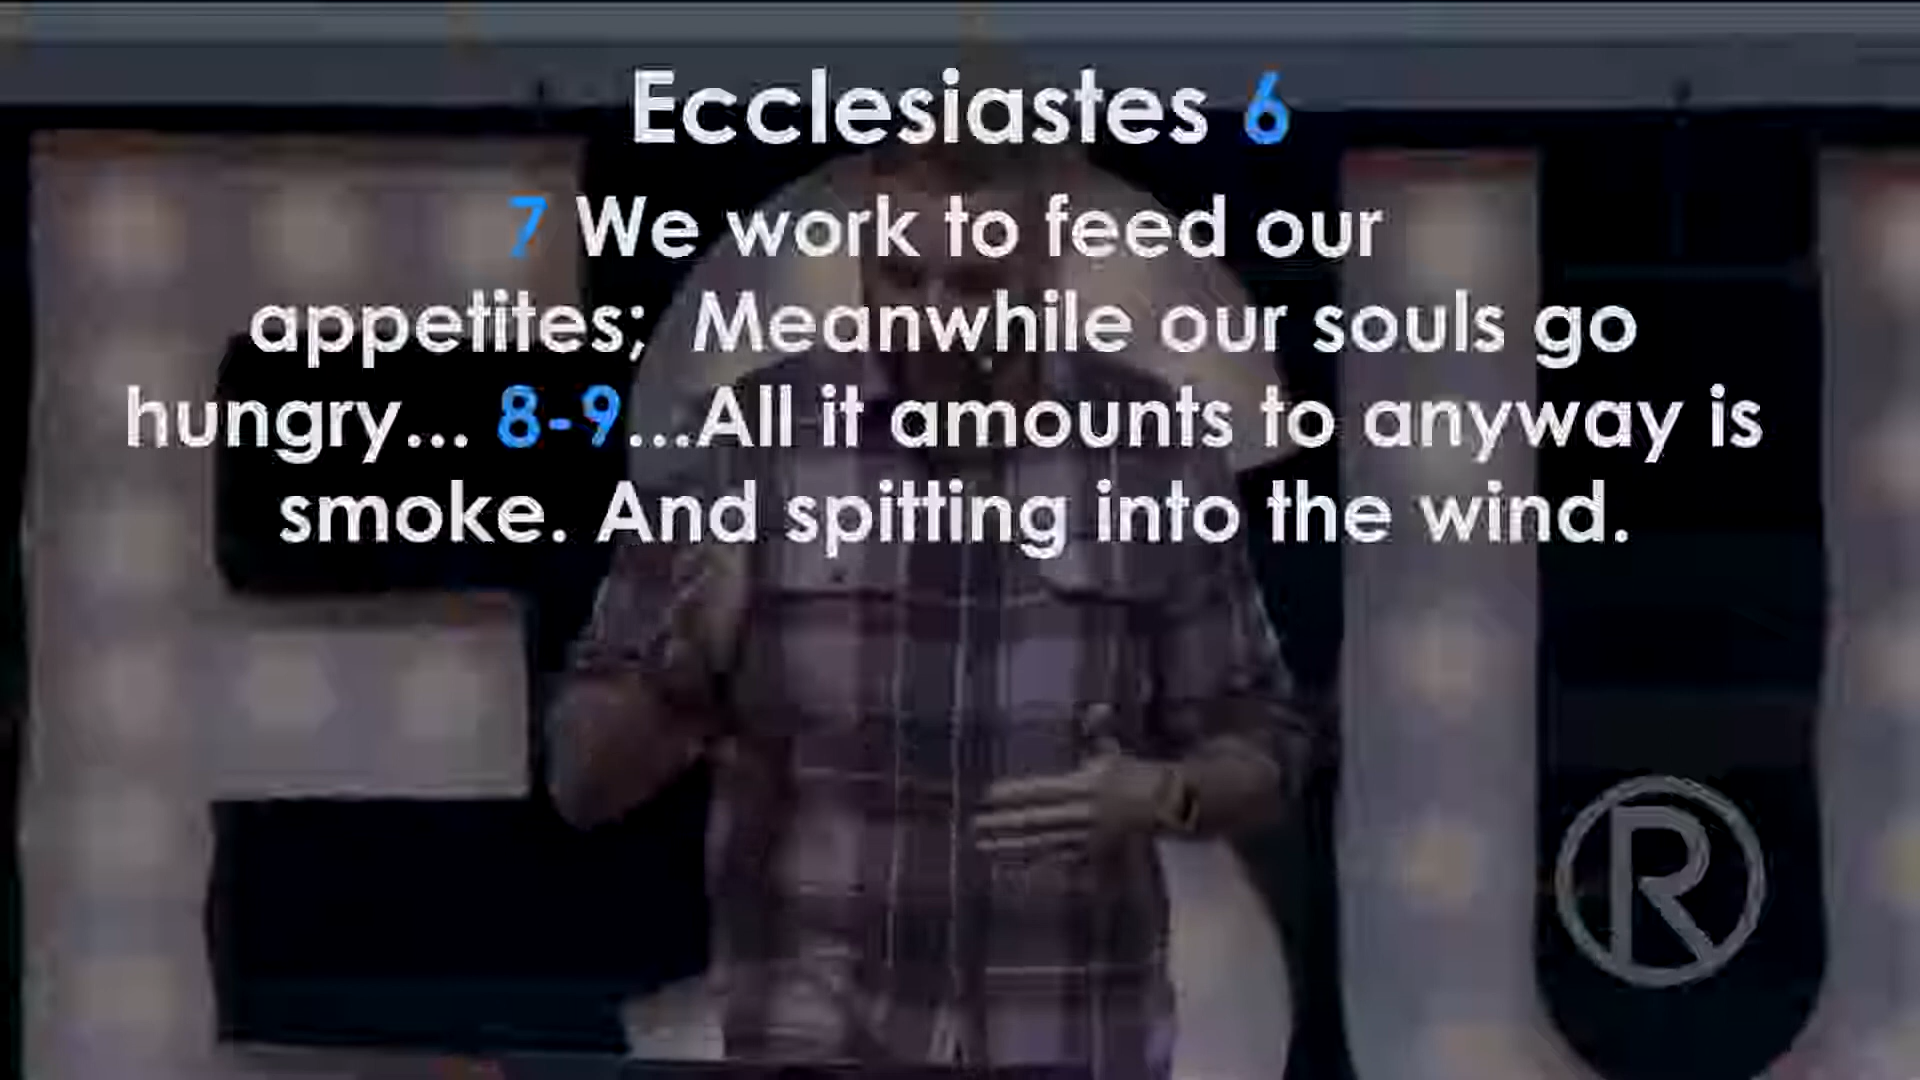 Ecclesiastes 6
7 We work to feed our
appetites; Meanwhile our souls go
hungry... 8-9...All it amounts to anyway is
smoke. And spitting into the wind.
R